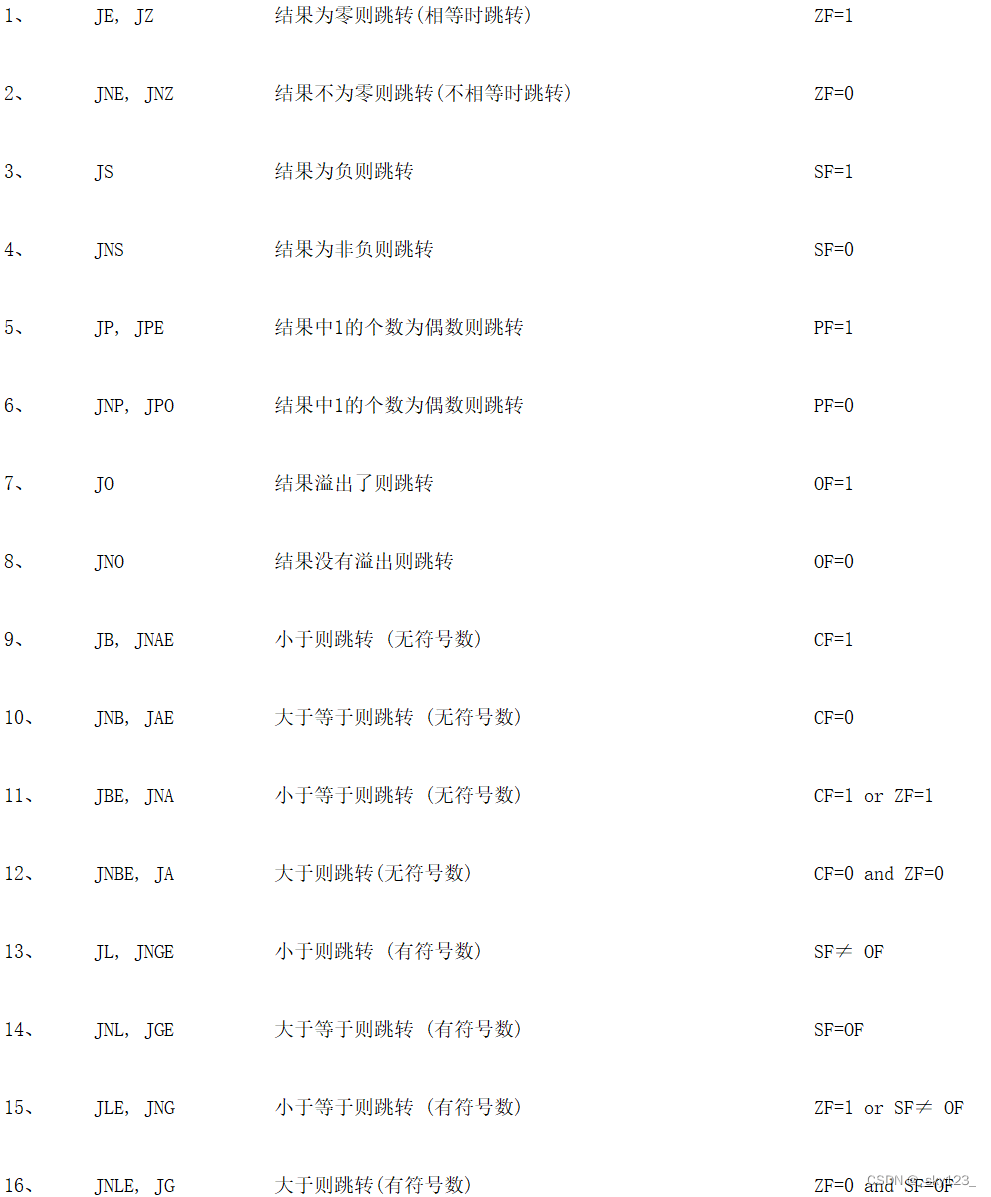 1、 JE, JZ 结果为零则跳转(相等时跳转) ZF=1
2、 JNE, JNZ 结果不为零则跳转(不相等时跳转) ZF=0
3、 JS 结果为负则跳转 SF=1
4、 JNS 结果为非负则跳转 SF=0
5、 JP, JPE 结果中1的个数为偶数则跳转 PF=1
6、 JNP, JPO 结果中1的个数为偶数则跳转 PF=0
7、 JO 结果溢出了则跳转 OF=1
8、 JNO 结果没有溢出则跳转 OF=0
9、 JB, JNAE 小于则跳转 (无符号数) CF=1
10、 JNB, JAE 大于等于则跳转 (无符号数) CF=0
11、 JBE, JNA 小于等于则跳转 (无符号数) CF=1 or ZF=1
12、 JNBE, JA 大于则跳转(无符号数) CF=0 and ZF=0
13、 JL, JNGE 小于则跳转 (有符号数) SF≠ OF
14、 JNL, JGE 大于等于则跳转 (有符号数) SF=OF
15、 JLE, JNG 小于等于则跳转 (有符号数) ZF=1 or SF≠ OF
16、 JNLE, JG 大于则跳转(有符号数) ZF=0 and SF=OF
CSDN